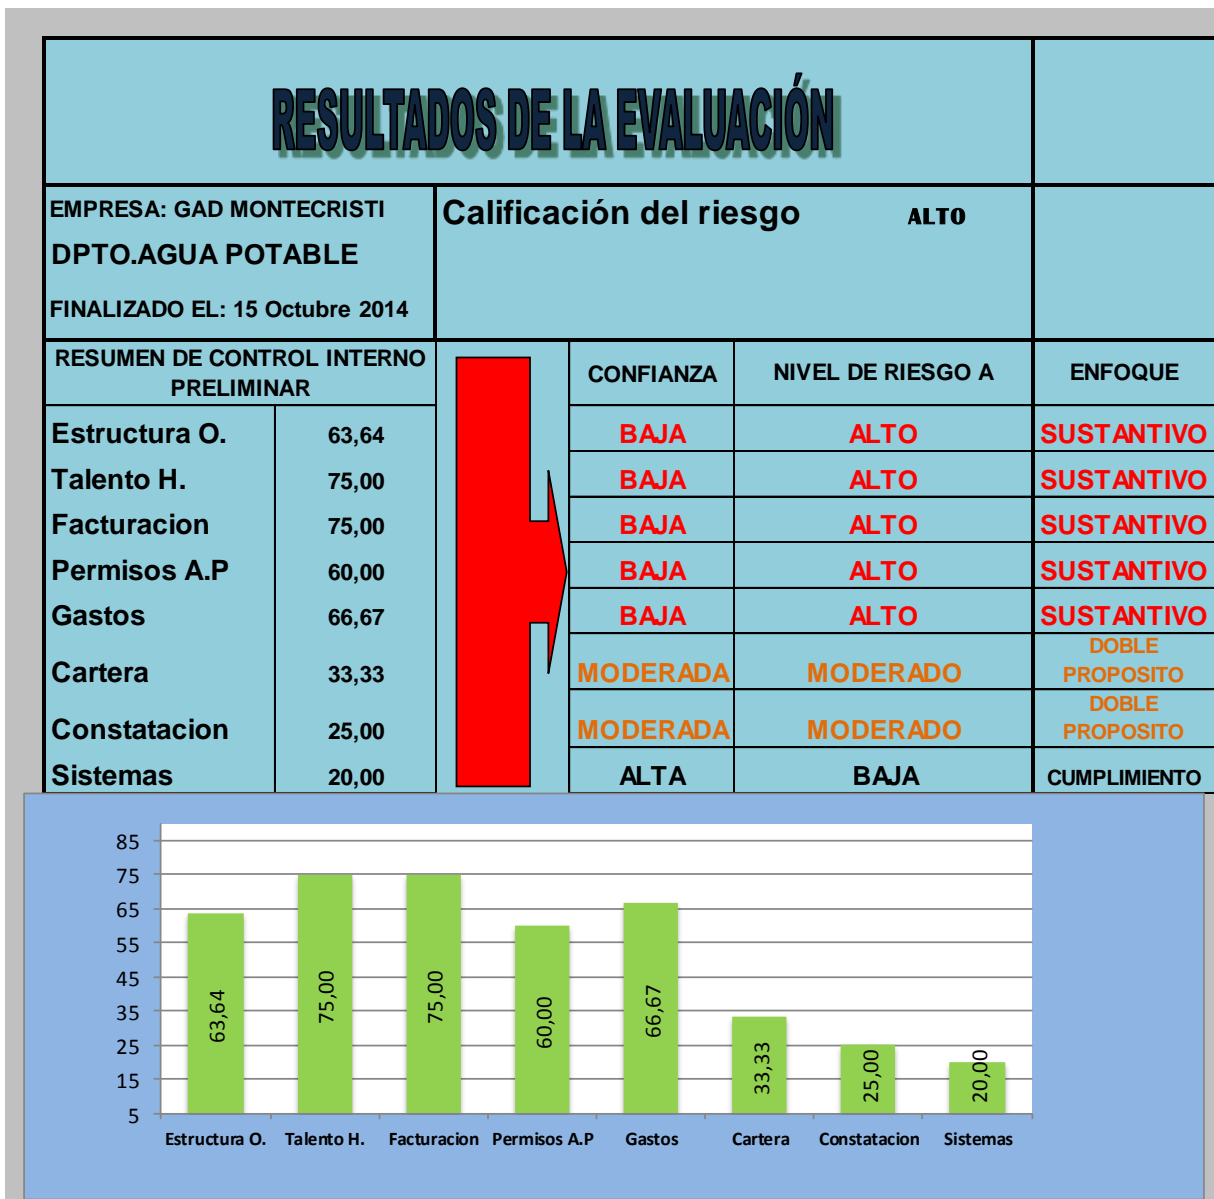 RESULTADOS DE LA EVALUACIÓN
EMPRESA: GAD MONTECRISTI
DPTO.AGUA POTABLE
FINALIZADO EL: 15 Octubre 2014
Calificación del riesgo ALTO
RESUMEN DE CONTROL INTERNO
PRELIMINAR
CONFIANZA NIVEL DE RIESGO A ENFOQUE
Estructura O. 63,64 BAJA ALTO SUSTANTIVO
Talento H. 75,00 BAJA ALTO SUSTANTIVO
Facturacion 75,00 BAJA ALTO SUSTANTIVO
Permisos A.P 60,00 BAJA ALTO SUSTANTIVO
Gastos 66,67 BAJA ALTO SUSTANTIVO
Cartera 33,33 MODERADA MODERADO DOBLE
PROPOSITO
Constatacion 25,00 MODERADA MODERADO DOBLE
PROPOSITO
Sistemas 20,00 ALTA BAJA CUMPLIMIENTO
85
75
65
55
45
35
25
15
5
63,64
75,00
75,00
60,00
66,67
33,33
25,00
20,00
Estructura O. Talento H. Facturacion Permisos A.P Gastos Cartera Constatacion Sistemas